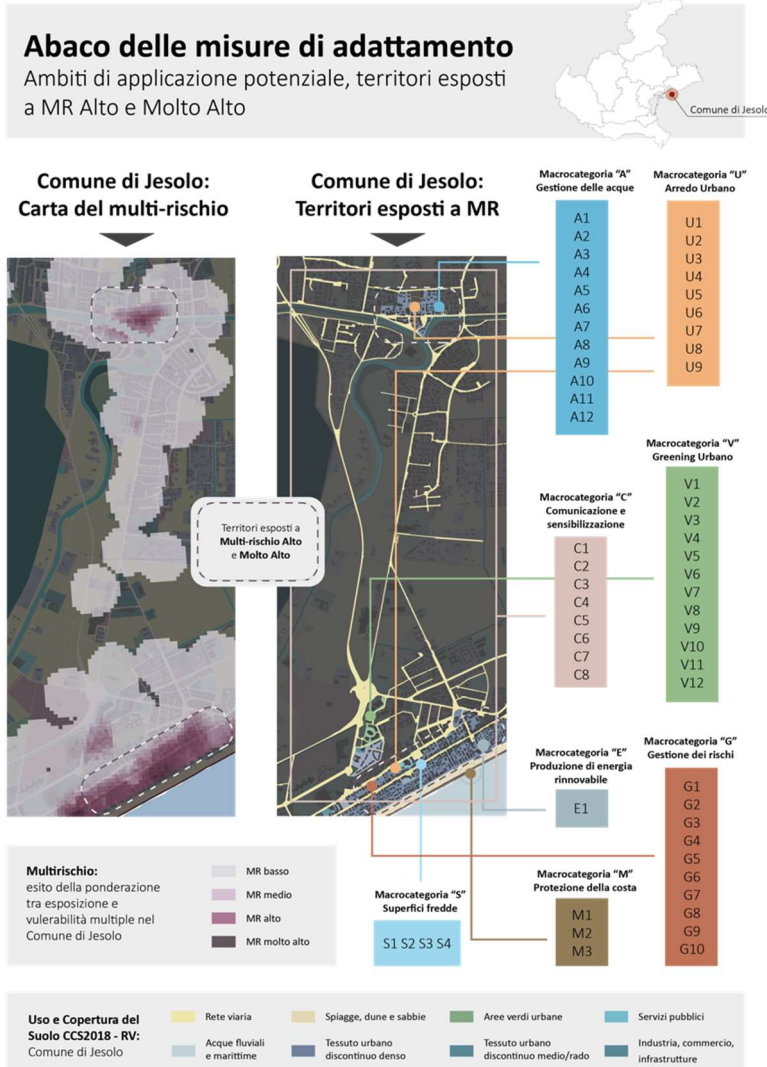 Abaco delle misure di adattamento
Ambiti di applicazione potenziale, territori esposti
a MR Alto e Molto Alto
Comune di Jesolo
Comune di Jesolo:
Carta del multi-rischio
Comune di Jesolo:
Territori esposti a MR
Macrocategoria "A"
Gestione delle acque
A1
A2
A3
A4
A5
A6
A7
A8
A9
A10
A11
A12
Macrocategoria "U"
Arredo Urbano
U1
U2
U3
U4
U5
U6
U7
U8
U9
Territori esposti a
Multi-rischio Alto
e Molto Alto
Macrocategoria "C"
Comunicazione e
sensibilizzazione
C1
C2
C3
C4
C5
C6
C7
C8
Macrocategoria "V"
Greening Urbano
V1
V2
V3
V4
V5
V6
V7
V8
V9
V10
V11
V12
Macrocategoria "E"
Produzione di energia
rinnovabile
E1
Macrocategoria "G"
Gestione dei rischi
G1
G2
G3
G4
G5
G6
G7
G8
G9
G10
Macrocategoria "S"
Superfici fredde
S1 S2 S3 S4
Macrocategoria "M"
Protezione della costa
M1
M2
M3
Multirischio:
esito della ponderazione
tra esposizione e
vulerabilità multiple nel
Comune di Jesolo
MR basso
MR medio
MR alto
MR molto alto
Uso e Copertura del
Suolo CCS2018 - RV:
Comune di Jesolo
Rete viaria
Spiagge, dune e sabbie
Aree verdi urbane
Servizi pubblici
Acque fluviali
e marittime
Tessuto urbano
discontinuo denso
Tessuto urbano
discontinuo medio/rado
Industria, commercio,
infrastrutture